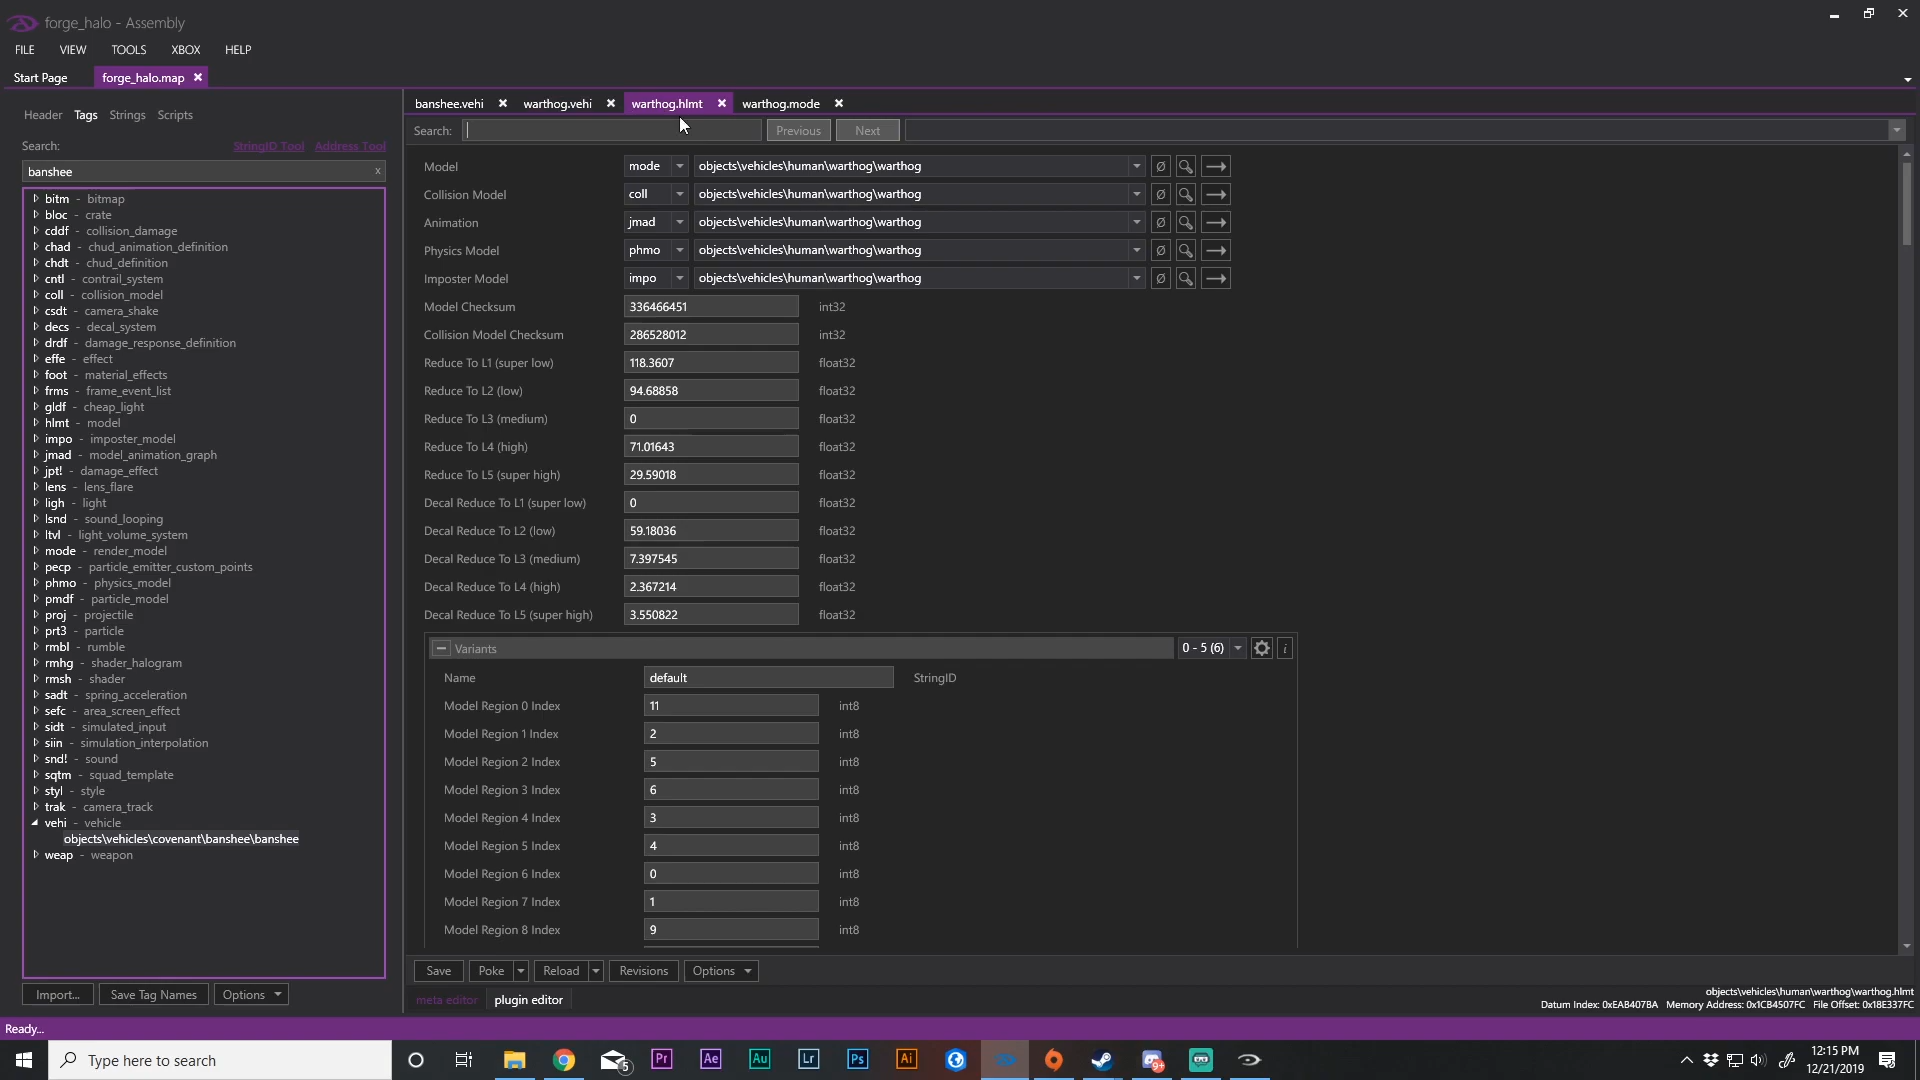 forge_halo - Assembly
FILE VIEW TOOLS XBOX HELP
Start Page forge_halo.map
Header Tags Strings Scripts
Search: StringID Tool Address Tool
banshee x
bitm - bitmap
bloc - crate
cddf - collision_damage
chad - chud_animation_definition
chdt - chud_definition
cntl - contrail_system
coll - collision_model
csdt - camera_shake
decs - decal_system
drdf - damage_response_definition
effe - effect
foot - material_effects
frms - frame_event_list
gldf - cheap_light
hlmt - model
impo - imposter_model
jmad - model_animation_graph
jpt! - damage_effect
lens - lens_flare
ligh - light
lsnd - sound_looping
ltvl - light_volume_system
mode - render_model
pecp - particle_emitter_custom_points
phmo - physics_model
pmdf - particle_model
proj - projectile
prt3 - particle
rmbl - rumble
rmhg - shader_halogram
rmsh - shader
sadt - spring_acceleration
sefc - area_screen_effect
sidt - simulated_input
siin - simulation_interpolation
snd! - sound
sqtm - squad_template
styl - style
trak - camera_track
vehi - vehicle
objects\vehicles\covenant\banshee\banshee
weap - weapon
Import... Save Tag Names Options
banshee.vehi warthog.vehi warthog.hlmt warthog.mode
Search: Previous Next
Model mode objects\vehicles\human\warthog\warthog
Collision Model coll objects\vehicles\human\warthog\warthog
Animation jmad objects\vehicles\human\warthog\warthog
Physics Model phmo objects\vehicles\human\warthog\warthog
Imposter Model impo objects\vehicles\human\warthog\warthog
Model Checksum 336466451 int32
Collision Model Checksum 286528012 int32
Reduce To L1 (super low) 118.3607 float32
Reduce To L2 (low) 94.68858 float32
Reduce To L3 (medium) 0 float32
Reduce To L4 (high) 71.01643 float32
Reduce To L5 (super high) 29.59018 float32
Decal Reduce To L1 (super low) 0 float32
Decal Reduce To L2 (low) 59.18036 float32
Decal Reduce To L3 (medium) 7.397545 float32
Decal Reduce To L4 (high) 2.367214 float32
Decal Reduce To L5 (super high) 3.550822 float32
Variants 0 - 5 (6) i
Name default StringID
Model Region 0 Index 11 int8
Model Region 1 Index 2 int8
Model Region 2 Index 5 int8
Model Region 3 Index 6 int8
Model Region 4 Index 3 int8
Model Region 5 Index 4 int8
Model Region 6 Index 0 int8
Model Region 7 Index 1 int8
Model Region 8 Index 9 int8
Save Poke Reload Revisions Options
meta editor plugin editor
objects\vehicles\human\warthog\warthog.hlmt
Datum Index: 0xEAB407BA Memory Address: 0x1CB4507FC File Offset: 0x18E337FC
Ready...
Type here to search
5 Pr Ae Au Lr Ps Ai 9+
12:15 PM
12/21/2019